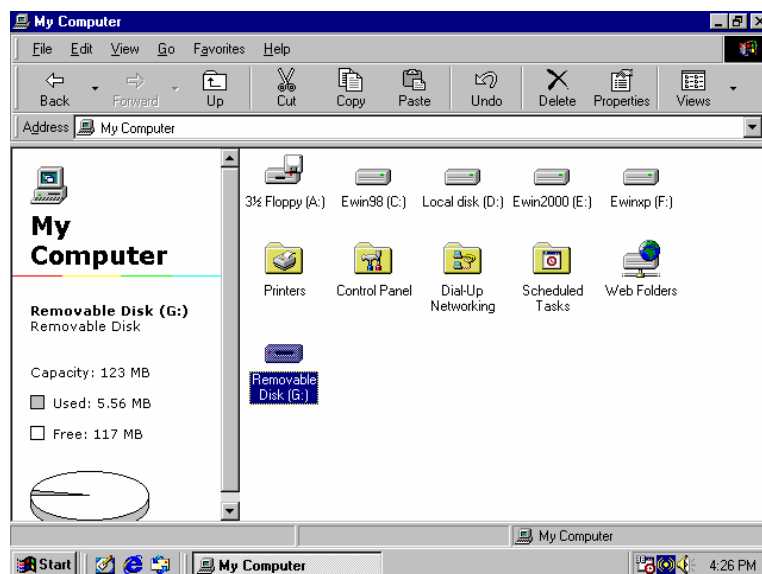 My Computer
File Edit View Go Favorites Help
Back Forward Up Cut Copy Paste Undo Delete Properties Views
Address My Computer
My
Computer
Removable Disk (G:)
Removable Disk
Capacity: 123 MB
Used: 5.56 MB
Free: 117 MB
3½ Floppy (A:) Ewin98 (C:) Local disk (D:) Ewin2000 (E:) Ewinxp (F:)
Printers Control Panel Dial-Up Scheduled Web Folders
Networking Tasks
Removable
Disk (G:)
My Computer
Start My Computer 4:26 PM